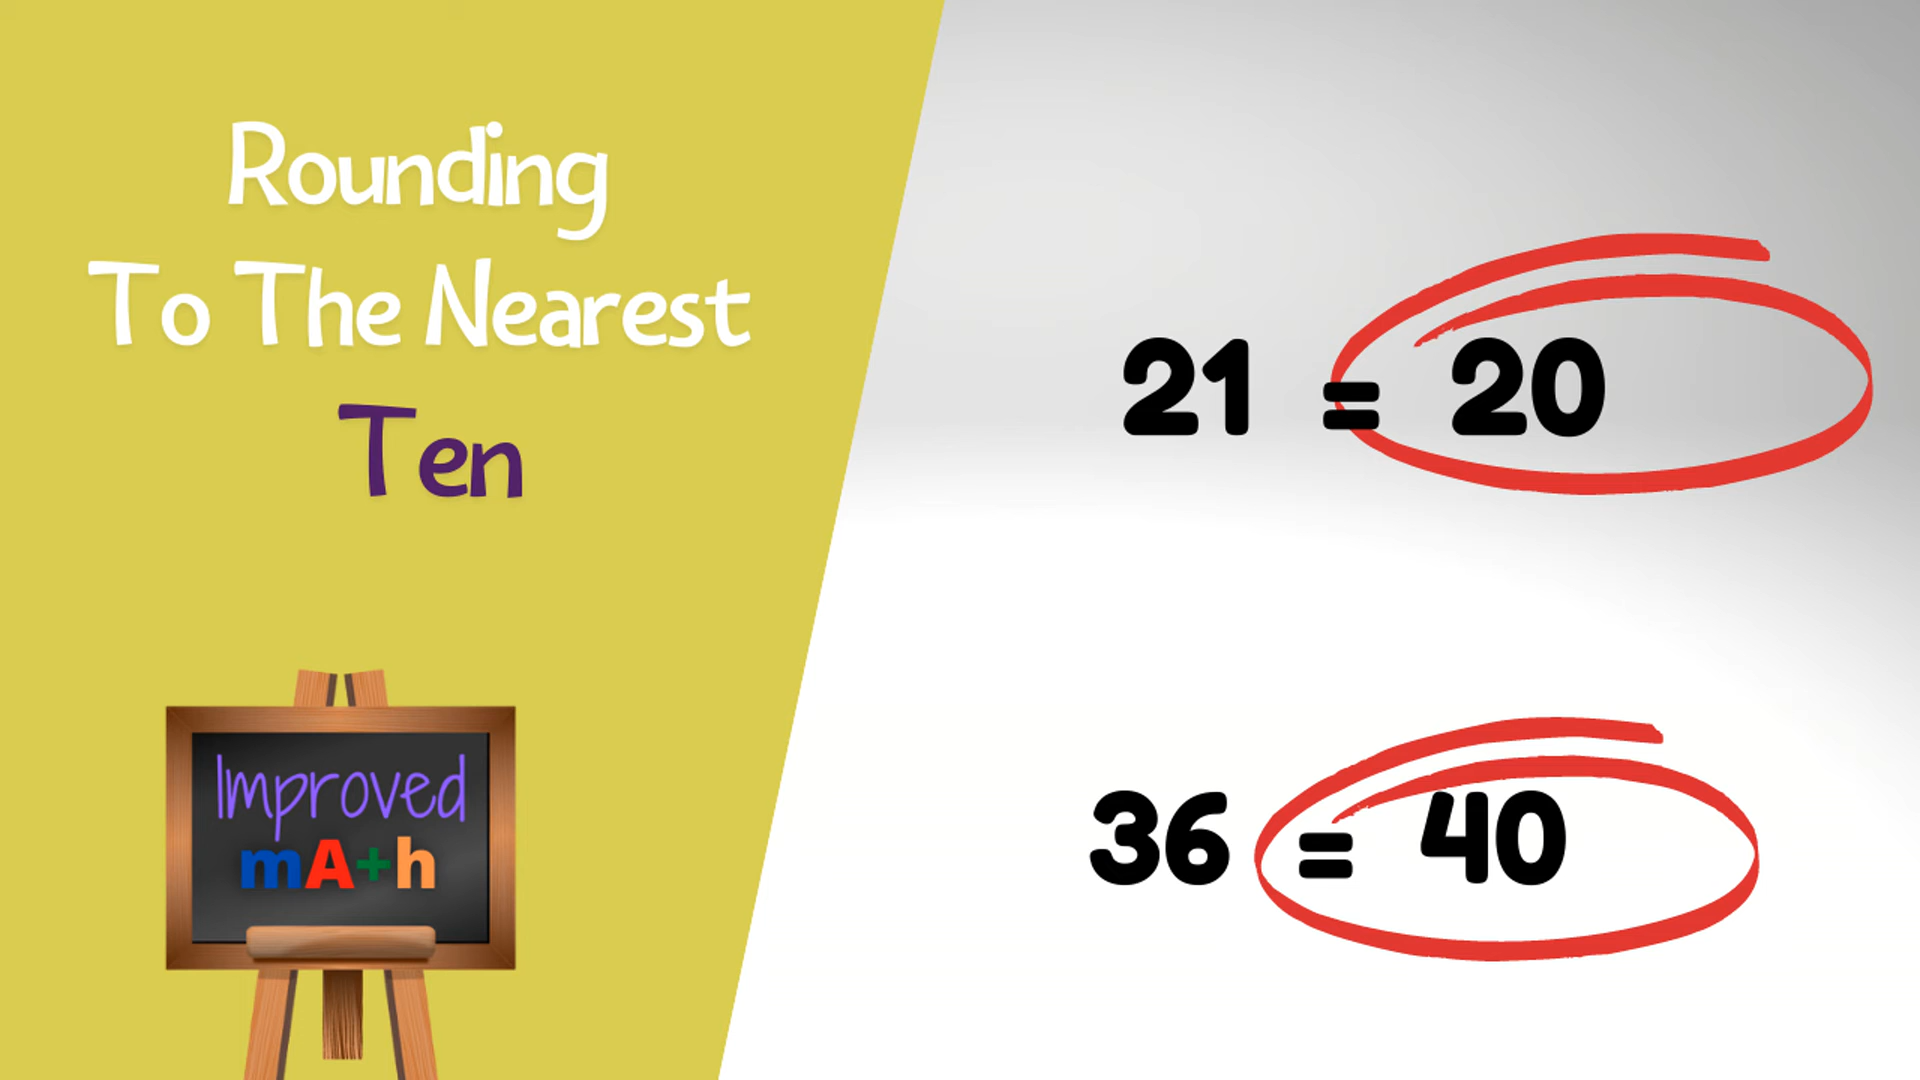 Rounding
To The Nearest
Ten
21 = 20
36 = 40
Improved
mA+h